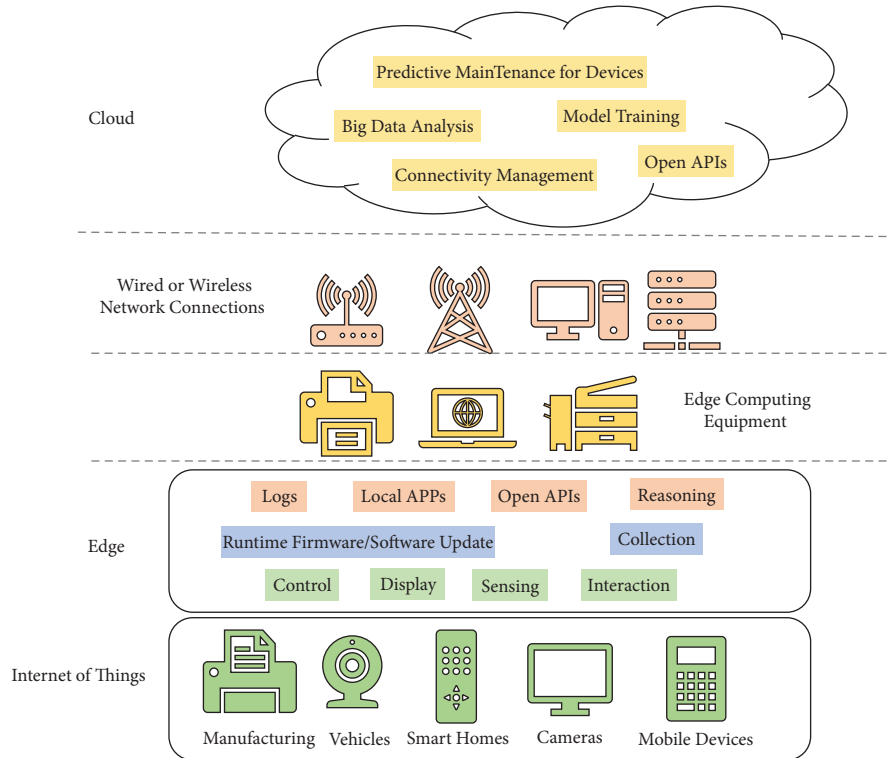 Cloud
Predictive MainTenance for Devices
Big Data Analysis
Model Training
Connectivity Management
Open APIs
Wired or Wireless
Network Connections
Edge Computing
Equipment
Edge
Logs
Local APPs
Open APIs
Reasoning
Runtime Firmware/Software Update
Collection
Control
Display
Sensing
Interaction
Internet of Things
Manufacturing
Vehicles
Smart Homes
Cameras
Mobile Devices